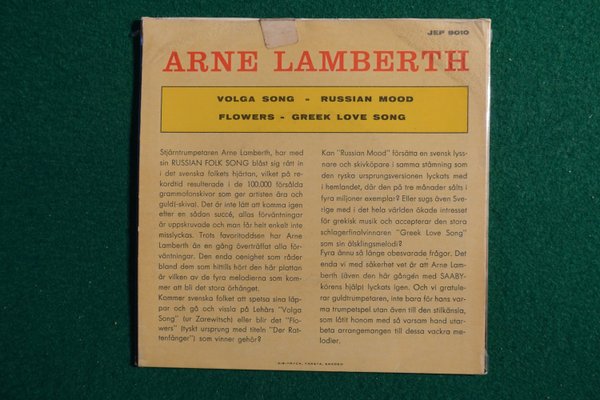 JEP 9010
ARNE LAMBERTH
VOLGA SONG - RUSSIAN MOOD
FLOWERS - GREEK LOVE SONG
Stjärntrumpetaren Arne Lamberth, har med
sin RUSSIAN FOLK SONG blåst sig rätt in
i det svenska folkets hjärtan, vilket på re-
kordtid resulterade i de 100.000 försålda
grammofonskivor som ger artisten ära och
guld(-skiva). Det är inte lätt att komma igen
efter en sådan succé, allas förväntningar
är uppskruvade och man får helt enkelt inte
misslyckas. Trots favoritoddsen har Arne
Lamberth än en gång överträffat alla för-
väntningar. Den enda oenighet som råder
bland dem som hittills hört den här plattan
är vilken av de fyra melodierna som kom-
mer att bli det stora örhänget.
Kommer svenska folket att spetsa sina läp-
par och gå och vissla på Lehárs "Volga
Song" (ur Zarewitsch) eller blir det "Flo-
wers" (tyskt ursprung med titeln "Der Rat-
tenfänger") som vinner gehör?
Kan "Russian Mood" försätta en svensk lyss-
nare och skivköpare i samma stämning som
den ryska ursprungsversionen lyckats med
i hemlandet, där den på tre månader sålts i
fyra miljoner exemplar? Eller sugs även Sve-
rige med i det hela världen ökade intresset
för grekisk musik och accepterar den stora
schlagerfinalvinnaren "Greek Love Song"
som sin älsklingsmelodi?
Fyra ännu så länge obesvarade frågor. Det
enda vi med säkerhet vet är att Arne Lam-
berth (även den här gången med SAABY-
körens hjälp) lyckats igen. Och vi gratule-
rar guldtrumpetaren, inte bara för hans var-
ma trumpetspel utan även till den stilkänsla,
som låtit honom med så varsam hand utar-
beta arrangemangen till dessa vackra me-
lodier.